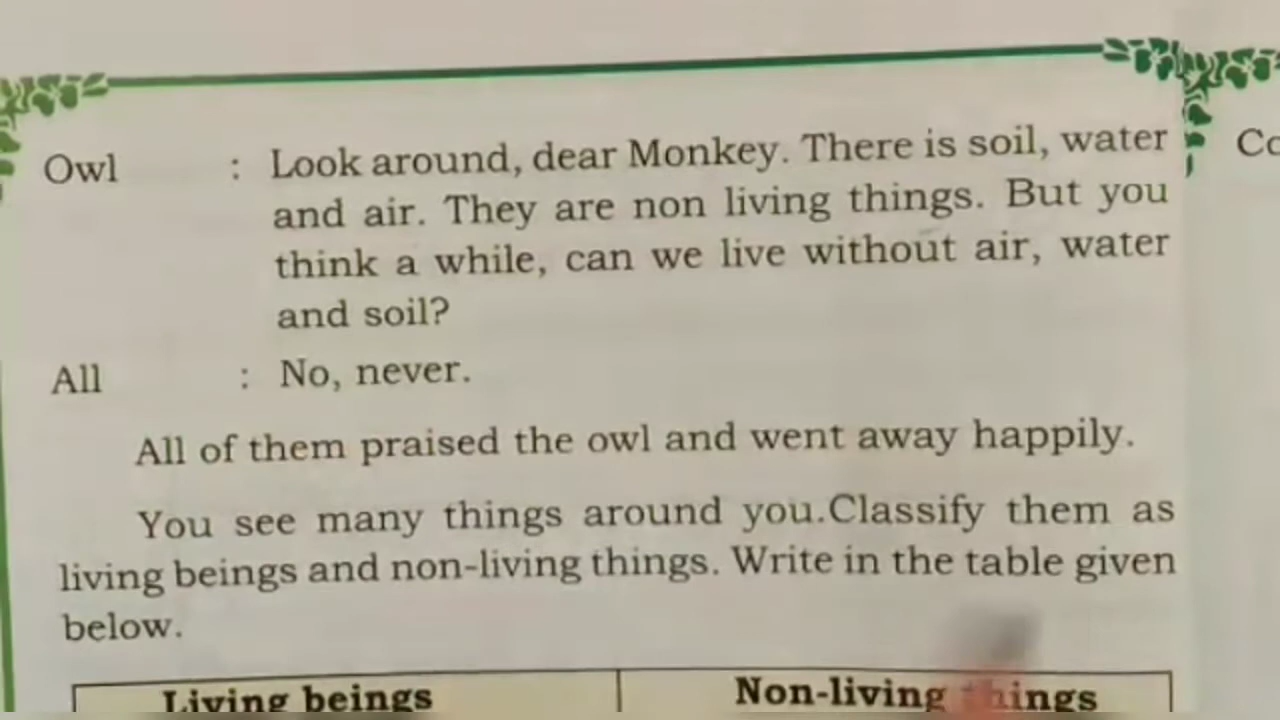 Owl : Look around, dear Monkey. There is soil, water
and air. They are non living things. But you
think a while, can we live without air, water
and soil?
All : No, never.
All of them praised the owl and went away happily.
You see many things around you.Classify them as
living beings and non-living things. Write in the table given
below.
Living beings Non-living things